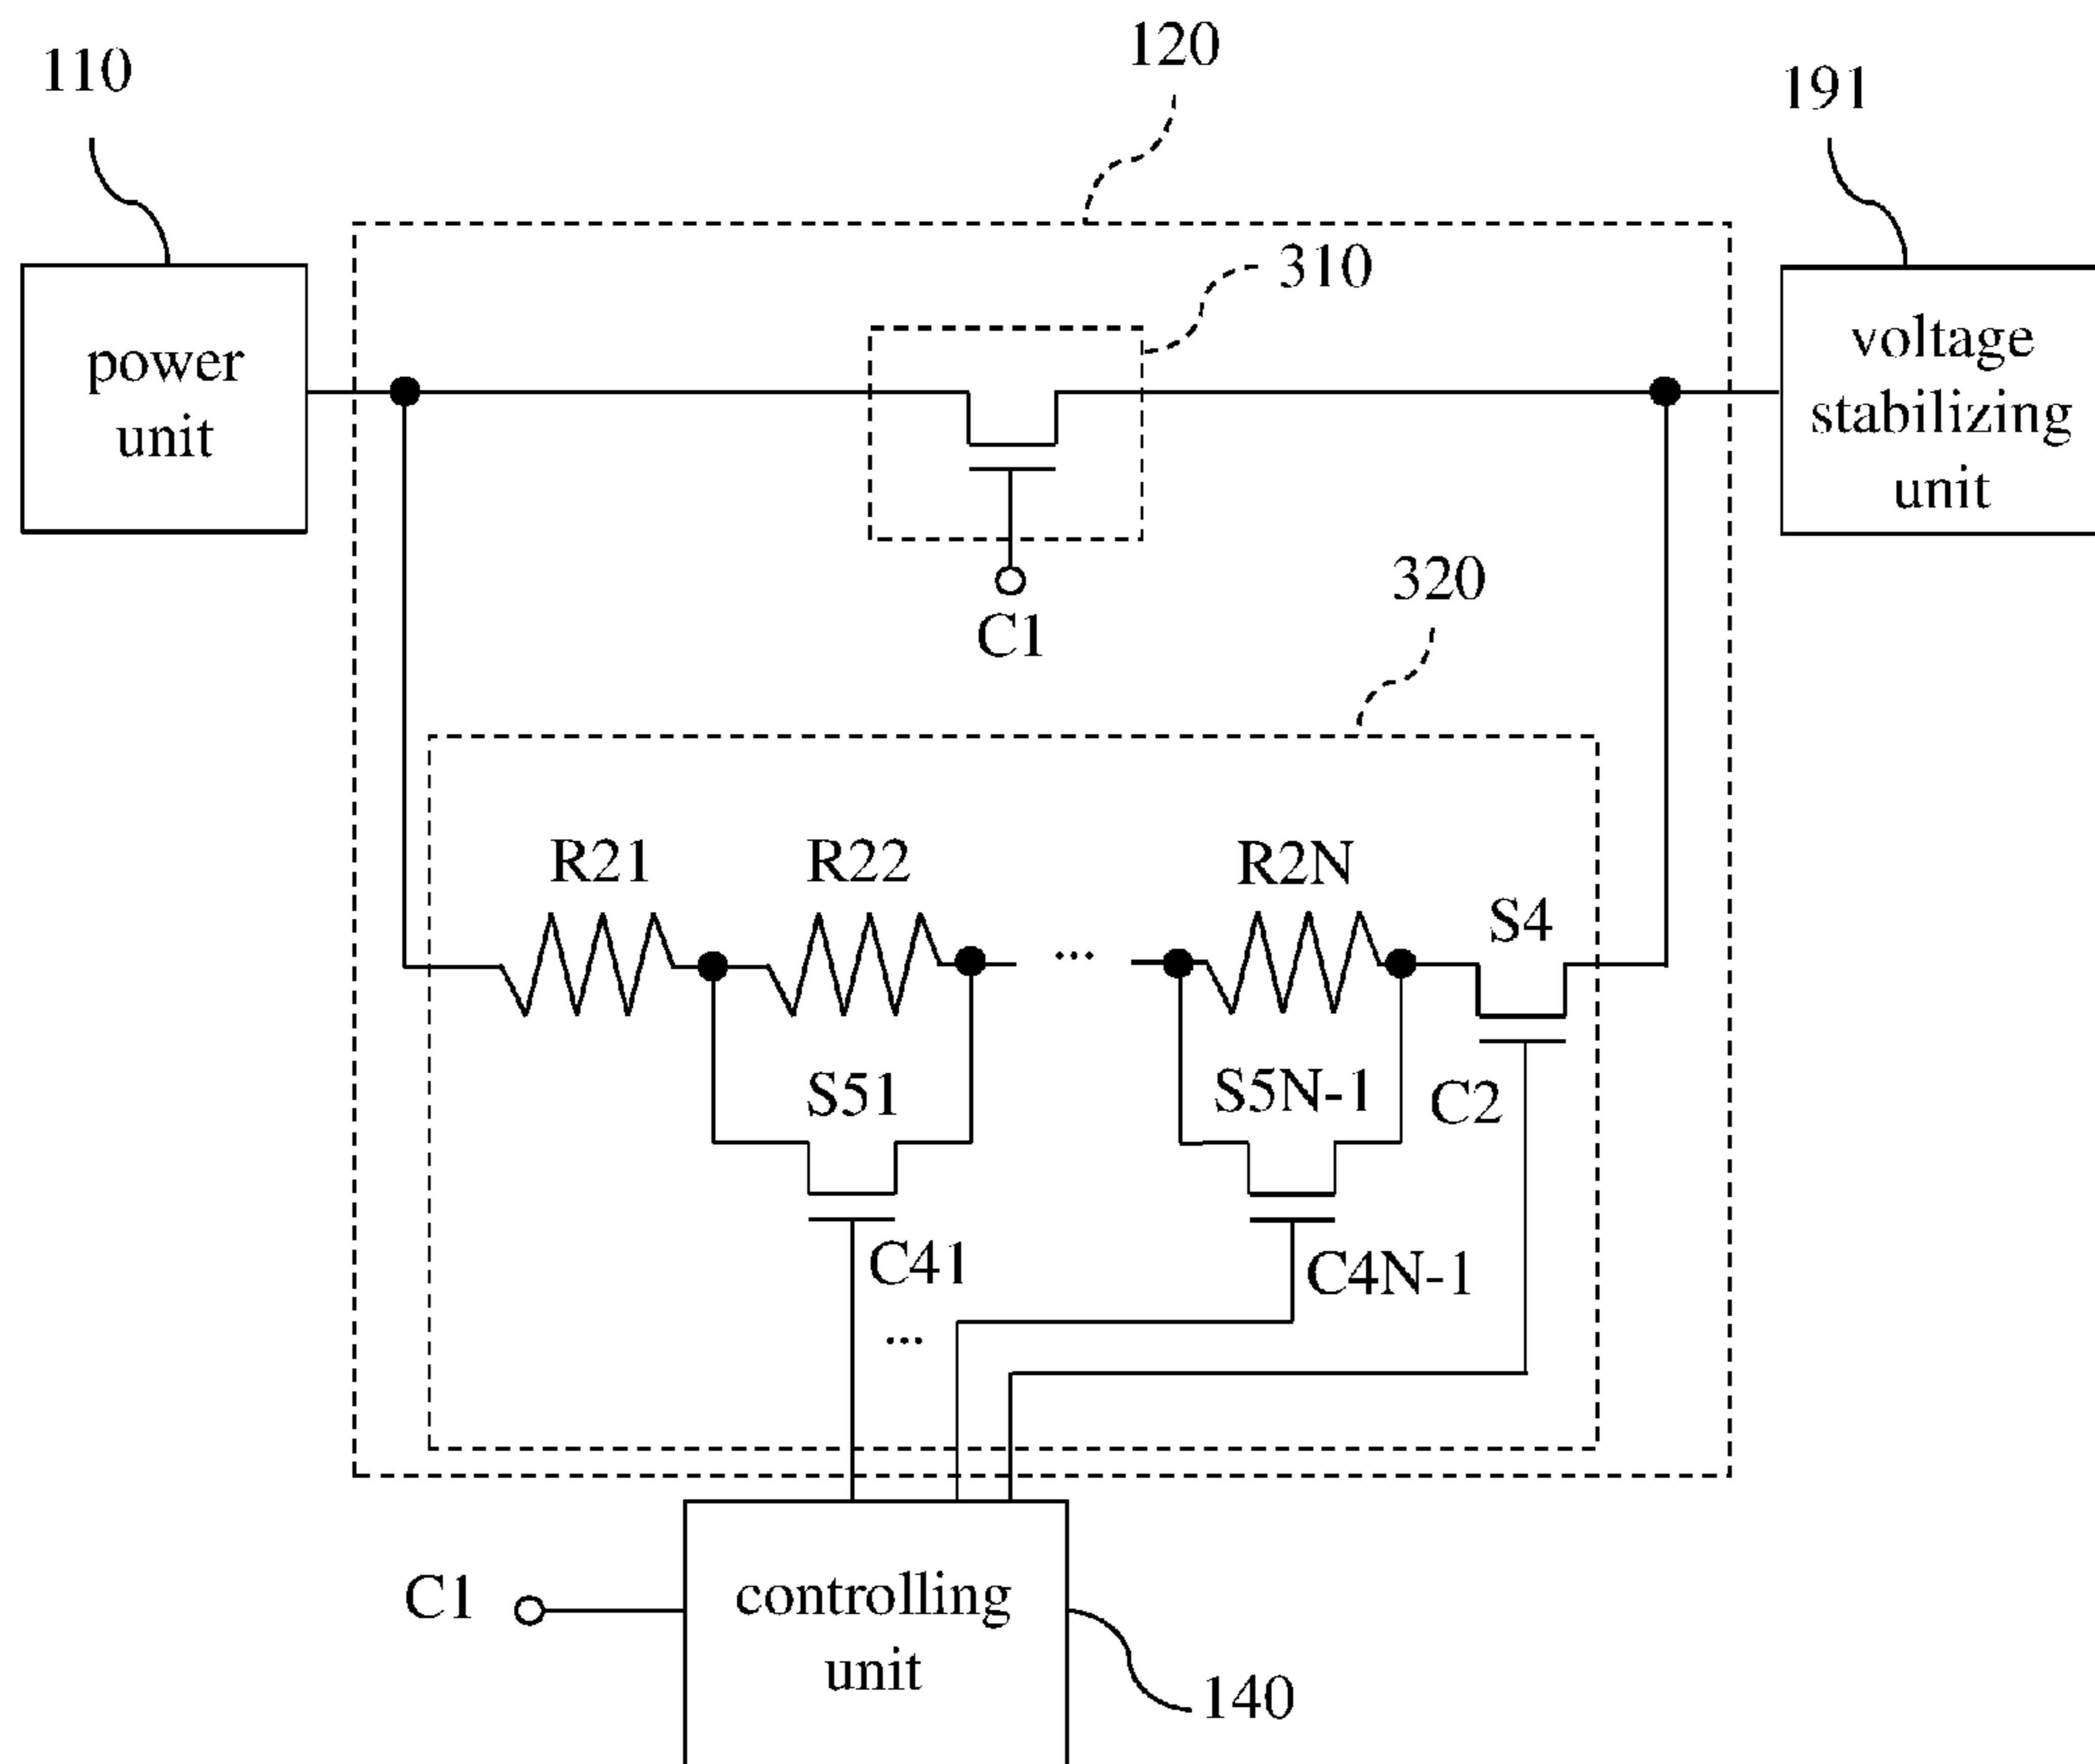 120
110
191
310
power
unit
voltage
stabilizing
unit
C1
320
R21
R22
R2N
S4
...
S51
S5N-1
C2
C41
C4N-1
...
C1
controlling
unit
140